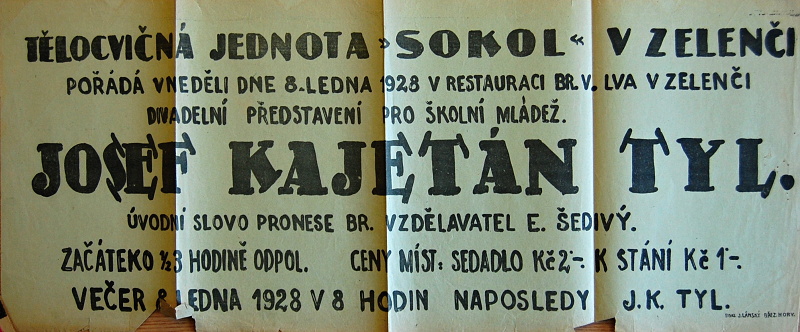 TĚLOCVIČNÁ JEDNOTA »SOKOL« V ZELENČI
POŘÁDÁ V NEDĚLI DNE 8. LEDNA 1928 V RESTAURACI BR. V. LVA V ZELENČI
DIVADELNÍ PŘEDSTAVENÍ PRO ŠKOLNÍ MLÁDEŽ.
JOSEF KAJETÁN TYL.
ÚVODNÍ SLOVO PRONESE BR. VZDĚLAVATEL E. ŠEDIVÝ.
ZAČÁTEKO ½3 HODINĚ ODPOL. CENY MÍST: SEDADLO Kč 2·-. K STÁNÍ Kč 1·-.
VEČER 8 LEDNA 1928 V 8 HODIN NAPOSLEDY J. K. TYL.
J. LÁNSKÝ